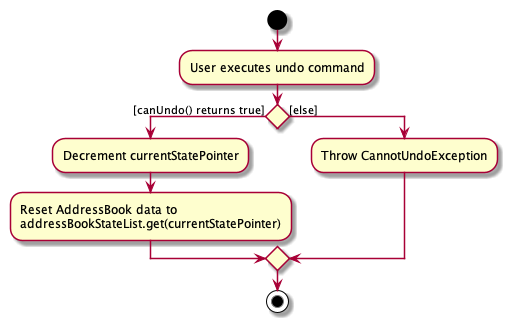 User executes undo command
[canUndo() returns true]
[else]
Decrement currentStatePointer
Throw CannotUndoException
Reset AddressBook data to
addressBookStateList.get(currentStatePointer)